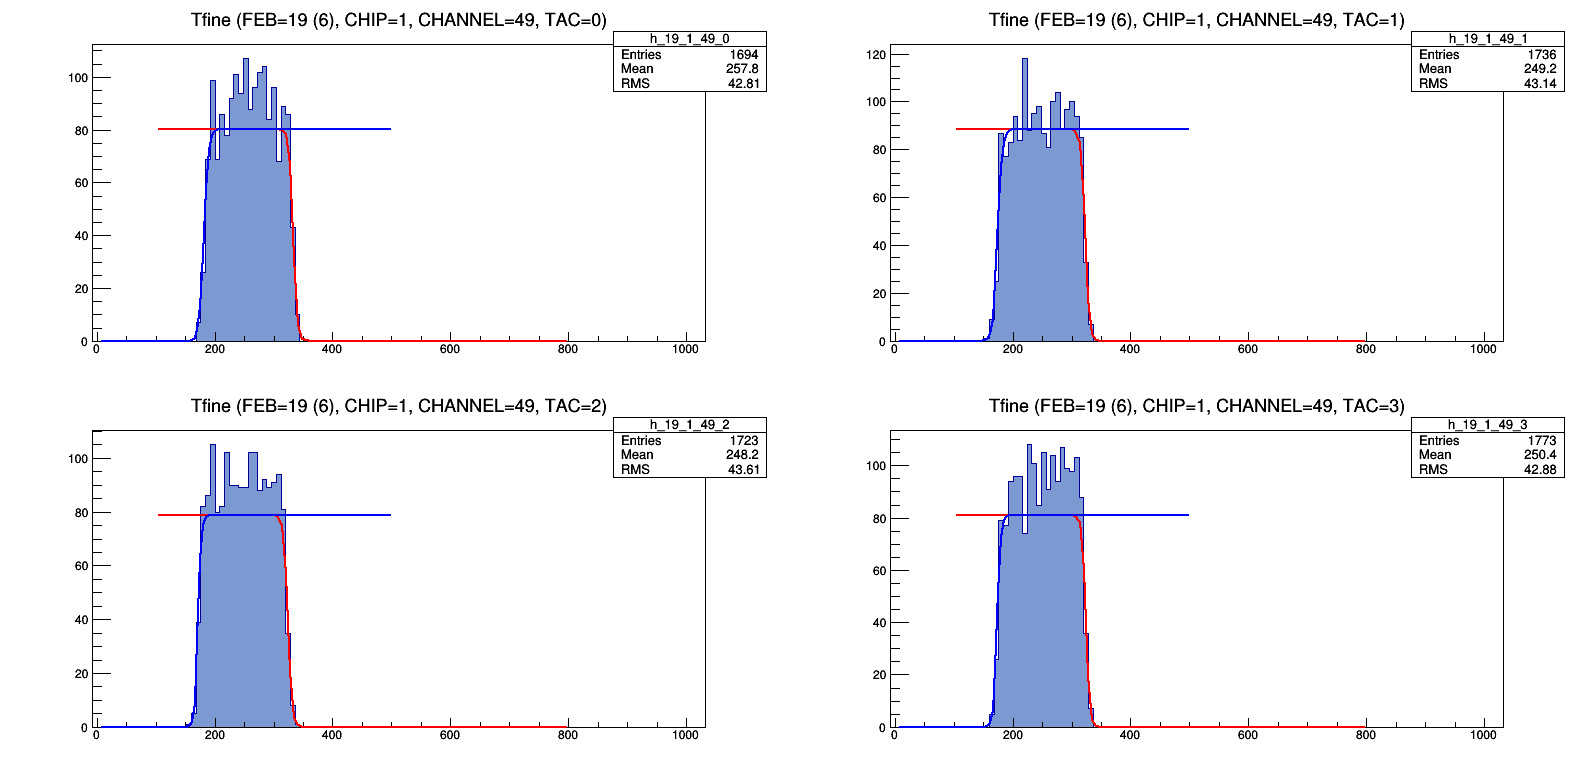 Tfine (FEB=19 (6), CHIP=1, CHANNEL=49, TAC=0)
h_19_1_49_0
Entries 1694
Mean 257.8
RMS 42.81
100
80
60
40
20
0
0 200 400 600 800 1000
Tfine (FEB=19 (6), CHIP=1, CHANNEL=49, TAC=1)
h_19_1_49_1
Entries 1736
Mean 249.2
RMS 43.14
120
100
80
60
40
20
0
0 200 400 600 800 1000
Tfine (FEB=19 (6), CHIP=1, CHANNEL=49, TAC=2)
h_19_1_49_2
Entries 1723
Mean 248.2
RMS 43.61
100
80
60
40
20
0
0 200 400 600 800 1000
Tfine (FEB=19 (6), CHIP=1, CHANNEL=49, TAC=3)
h_19_1_49_3
Entries 1773
Mean 250.4
RMS 42.88
100
80
60
40
20
0
0 200 400 600 800 1000